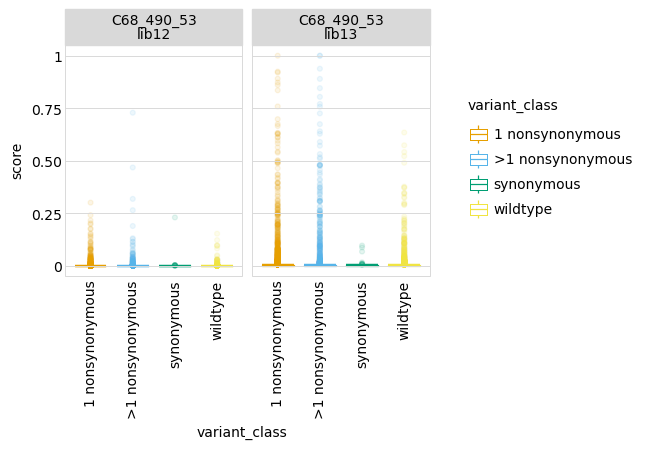 C68_490_53
lib12
C68_490_53
lib13
score
1
0.75
0.50
0.25
0
1 nonsynonymous
>1 nonsynonymous
synonymous
wildtype
1 nonsynonymous
>1 nonsynonymous
synonymous
wildtype
variant_class
variant_class
1 nonsynonymous
>1 nonsynonymous
synonymous
wildtype